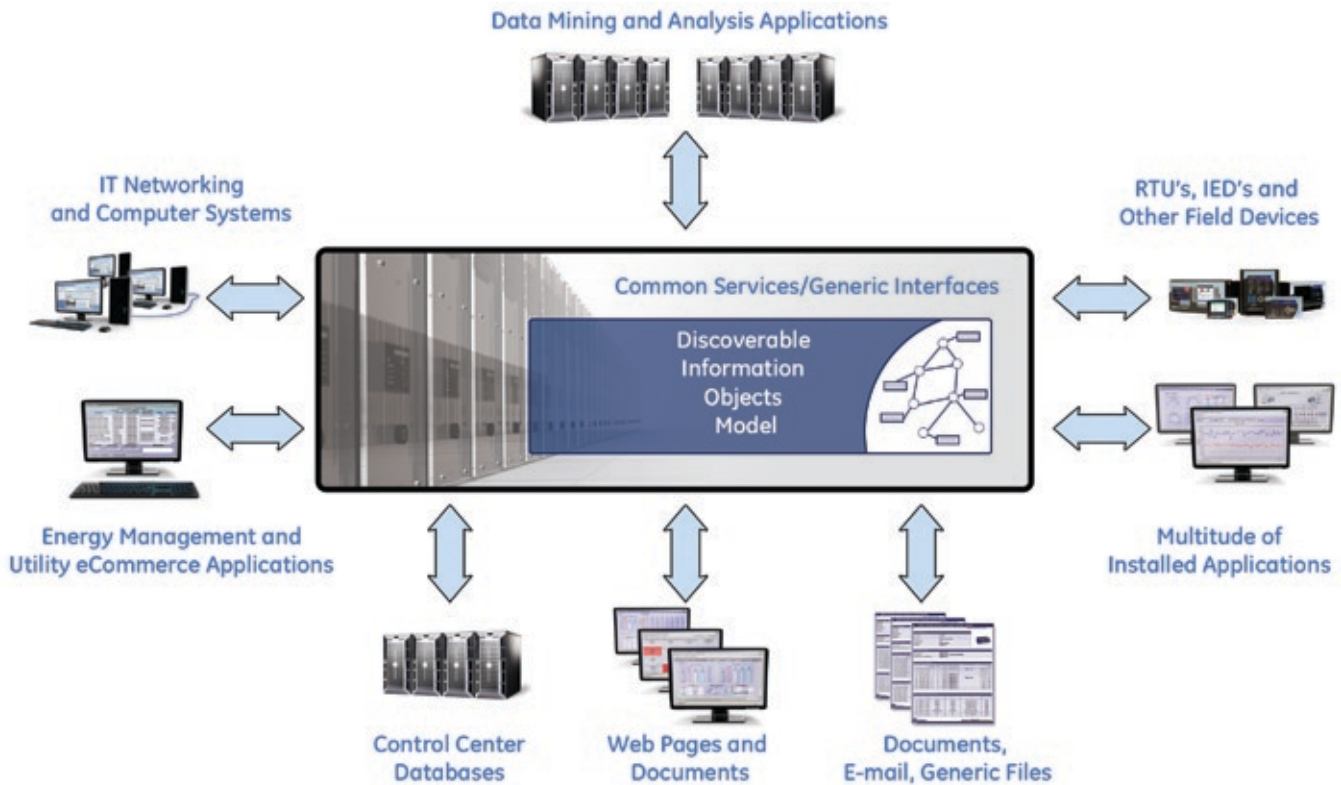 Data Mining and Analysis Applications
IT Networking
and Computer Systems
RTU's, IED's and
Other Field Devices
Common Services/Generic Interfaces
Discoverable
Information
Objects
Model
Energy Management and
Utility eCommerce Applications
Multitude of
Installed Applications
Control Center
Databases
Web Pages and
Documents
Documents,
E-mail, Generic Files